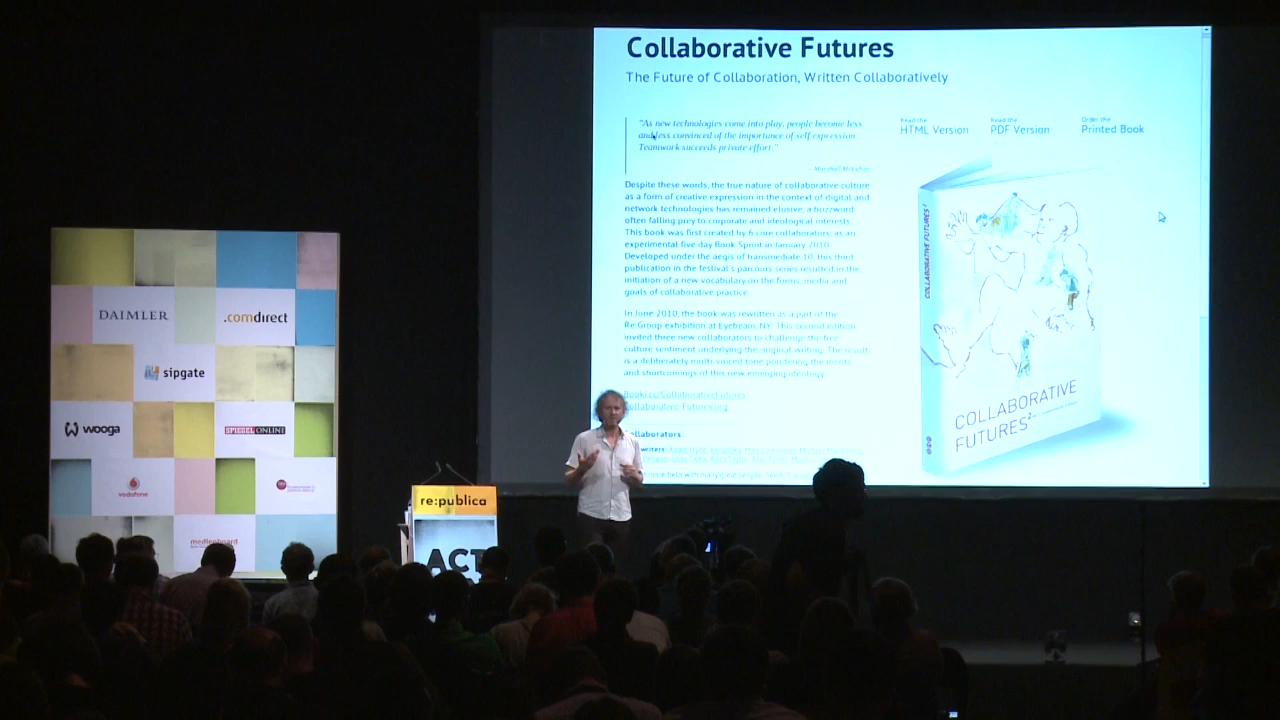 Collaborative Futures
The Future of Collaboration, Written Collaboratively
"As new technologies come into play, people become less
and less convinced of the importance of self expression.
Teamwork succeeds private effort."
Read the
HTML Version
Read the
PDF Version
Order the
Printed Book
Despite these words, the true nature of collaborative culture
as a form of creative expression in the context of digital and
network technologies has remained elusive, a buzzword
often falling prey to corporate and ideological interests.
This book was first created by 6 core collaborators, as an
experimental five day Book Sprint in January 2010.
Developed under the aegis of transmediale.10, this third
publication in the festival's parcours series resulted in the
initiation of a new vocabulary on the forms, media and
goals of collaborative practice.
In June 2010, the book was rewritten as a part of the
Re:Group exhibition at Eyebeam, NY. This second edition
invited three new collaborators to challenge the free
culture sentiment underlying the original writing. The result
is a deliberately multi-voiced tone pondering the merits
and shortcomings of this new emerging ideology.
Booki.cc/CollaborativeFutures
Collaborative-Futures.org
llaborators:
writers:
COLLABORATIVE FUTURES
COLLABORATIVE
FUTURES²
DAIMLER
.comdirect
sipgate
wooga
SPIEGEL ONLINE
vodafone
medienboard
re:publica
ACT